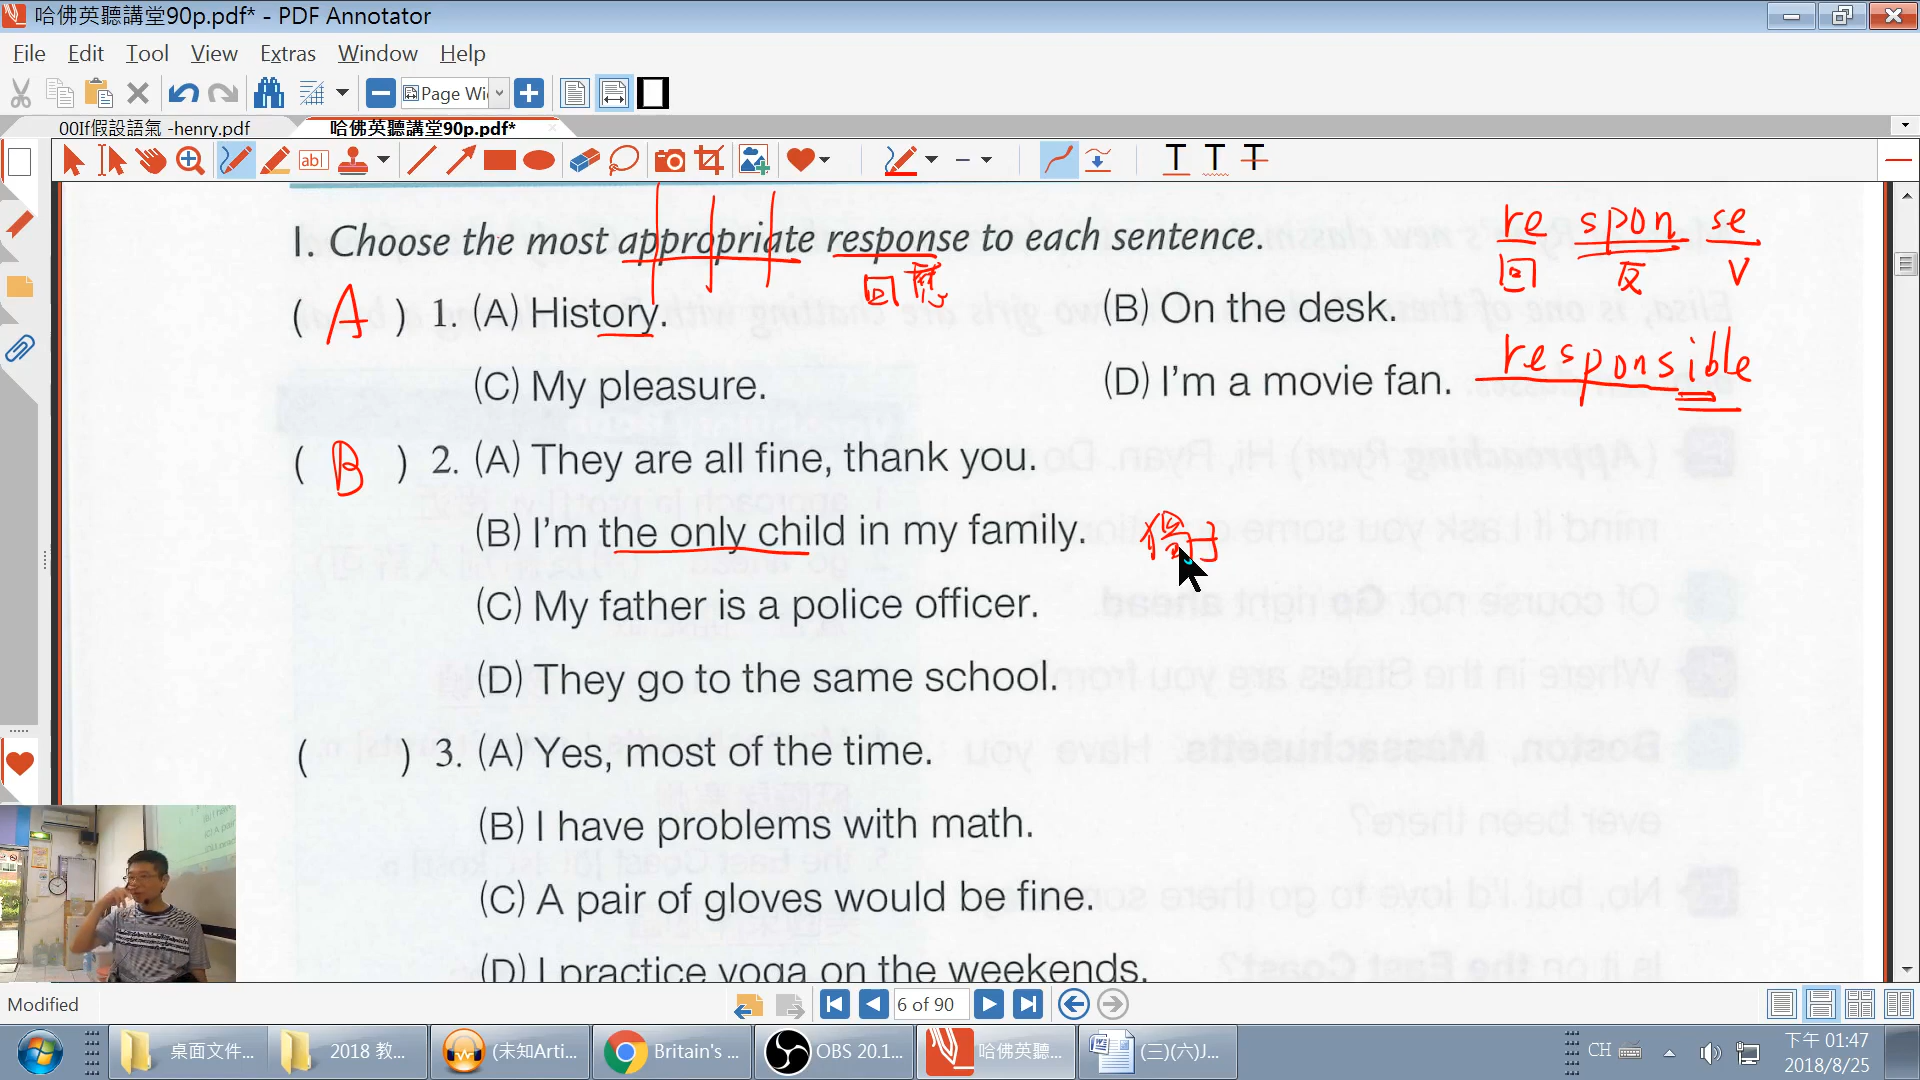 哈佛英聽講堂90p.pdf* - PDF Annotator
File Edit Tool View Extras Window Help
Page Wi
00If假設語氣 -henry.pdf
哈佛英聽講堂90p.pdf*
I. Choose the most appropriate response to each sentence.
re spon se
回 反 V
回應
( A ) 1. (A) History. (B) On the desk.
responsible
(C) My pleasure. (D) I'm a movie fan.
( B ) 2. (A) They are all fine, thank you.
(B) I'm the only child in my family. 獨子
(C) My father is a police officer.
(D) They go to the same school.
( ) 3. (A) Yes, most of the time.
(B) I have problems with math.
(C) A pair of gloves would be fine.
(D) I practice yoga on the weekends.
Modified
6 of 90
桌面文件...
2018 教...
(未知Arti...
Britain's ...
OBS 20.1...
哈佛英聽...
(三)(六)J...
CH
下午 01:47
2018/8/25